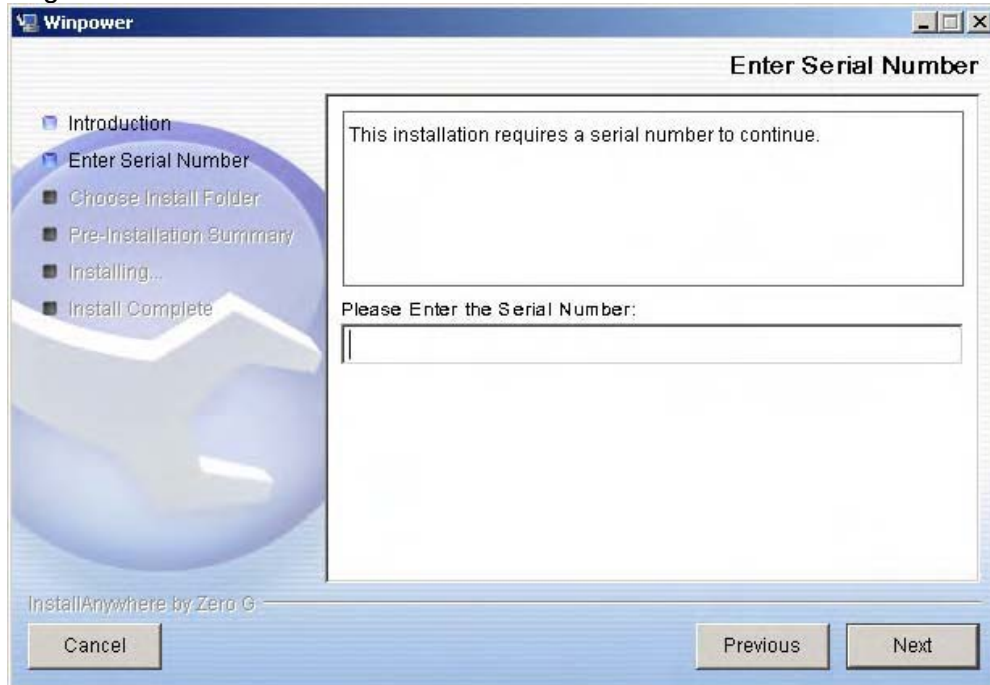 Winpower
Enter Serial Number
Introduction
Enter Serial Number
Choose Install Folder
Pre-Installation Summary
Installing...
Install Complete
This installation requires a serial number to continue.
Please Enter the Serial Number:
InstallAnywhere by Zero G
Cancel
Previous
Next